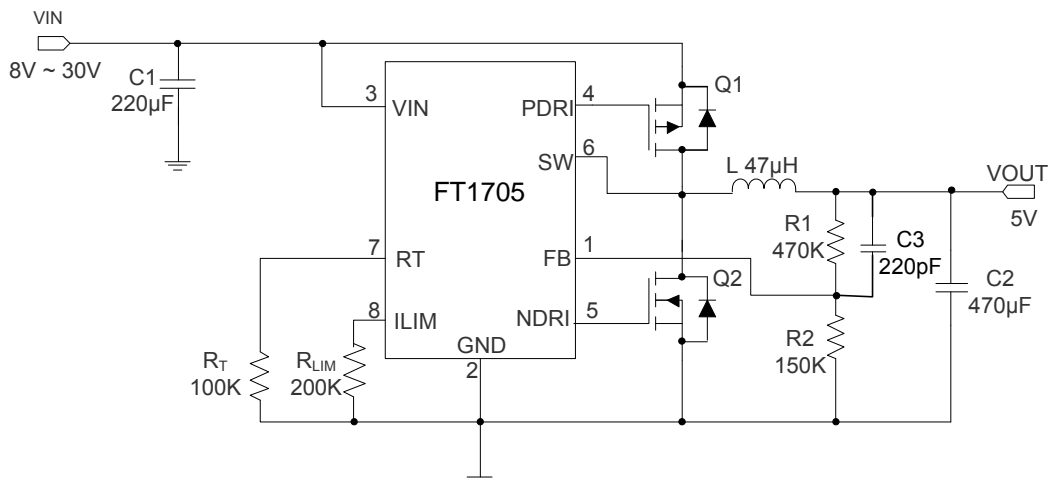 VIN
8V ~ 30V
C1
220µF
3
VIN
PDRI
4
Q1
SW
6
L 47µH
VOUT
5V
FT1705
7
RT
FB
1
R1
470K
C3
220pF
Q2
C2
470µF
8
ILIM
NDRI
5
GND
2
R2
150K
RT
100K
RLIM
200K